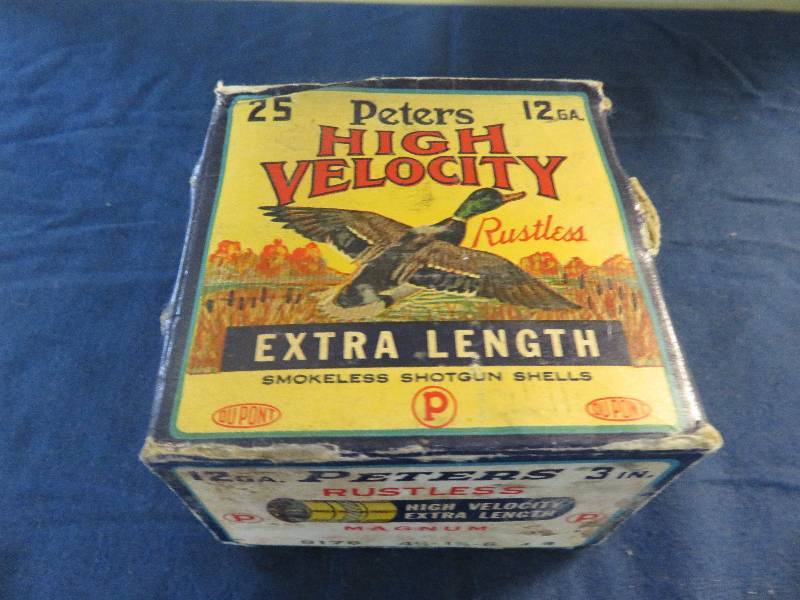 25 Peters 12 GA.
HIGH
VELOCITY
Rustless
EXTRA LENGTH
SMOKELESS SHOTGUN SHELLS
DU PONT P DU PONT
12 GA. PETERS 3 IN.
RUSTLESS
P HIGH VELOCITY P
EXTRA LENGTH
MAGNUM